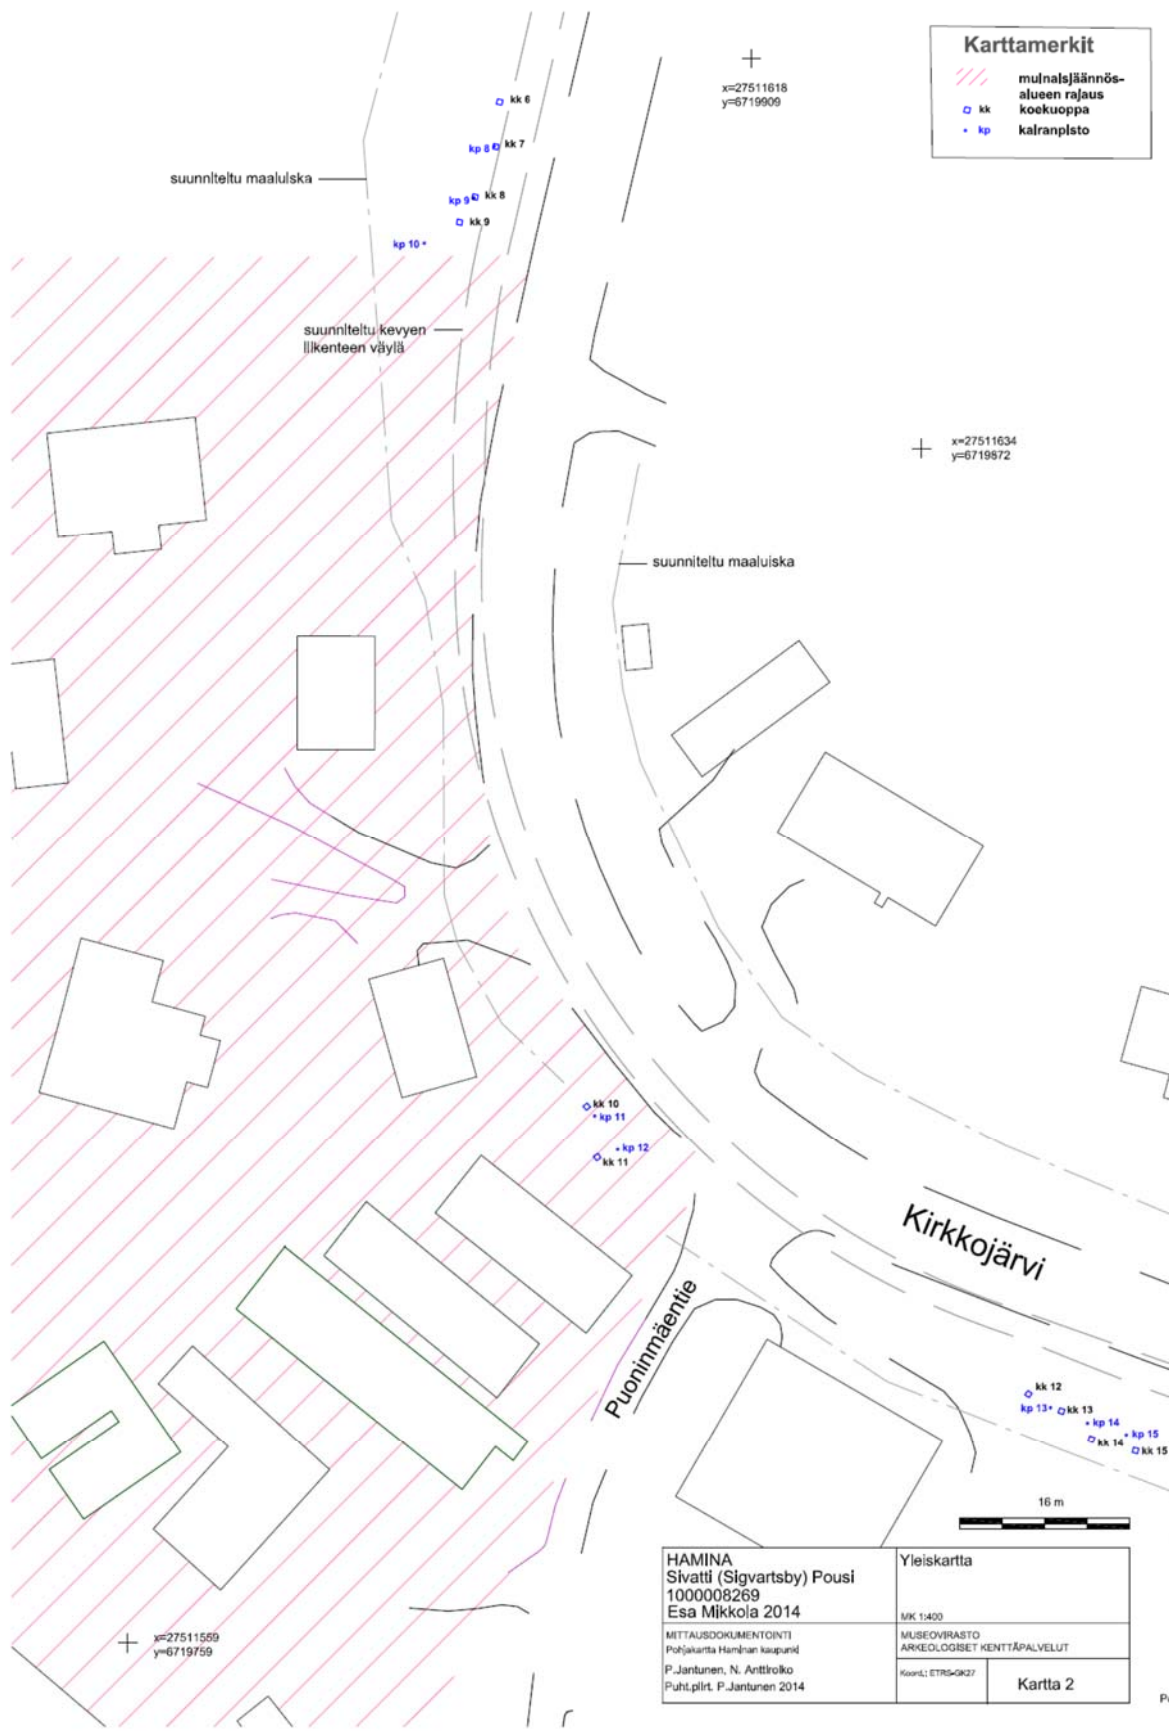 Karttamerkit
muinaisjäännös-
alueen rajaus
kk koekuoppa
kp kairanpisto
x=27511618
y=6719909
kk 6
kp 8 kk 7
suunniteltu maaluiska
kp 9 kk 8
kk 9
kp 10
suunniteltu kevyen
liikenteen väylä
x=27511634
y=6719872
suunniteltu maaluiska
kk 10
kp 11
kp 12
kk 11
Kirkkojärvi
Puoninmäentie
kk 12
kp 13 kk 13
kp 14
kk 14 kp 15
kk 15
16 m
HAMINA
Sivatti (Sigvartsby) Pousi
1000008269
Esa Mikkola 2014
Yleiskartta
MK 1:400
MITTAUSDOKUMENTOINTI
Pohjakartta Haminan kaupunki
P.Jantunen, N. Anttiroiko
Puht.piirt. P.Jantunen 2014
MUSEOVIRASTO
ARKEOLOGISET KENTTÄPALVELUT
Koord.: ETRS-GK27
Kartta 2
x=27511559
y=6719759